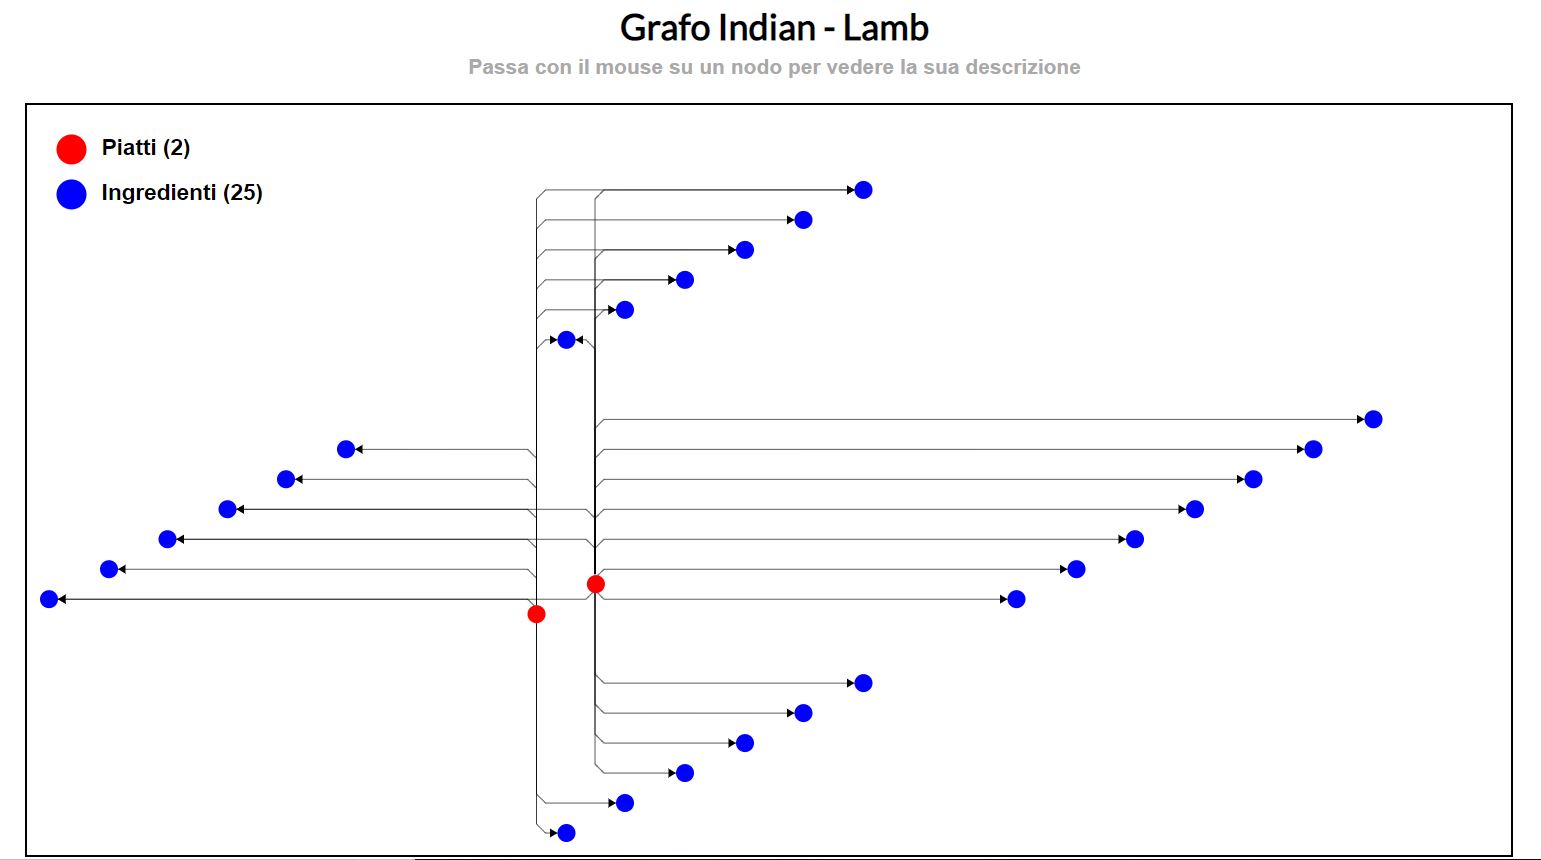 Grafo Indian - Lamb
Passa con il mouse su un nodo per vedere la sua descrizione
Piatti (2)
Ingredienti (25)